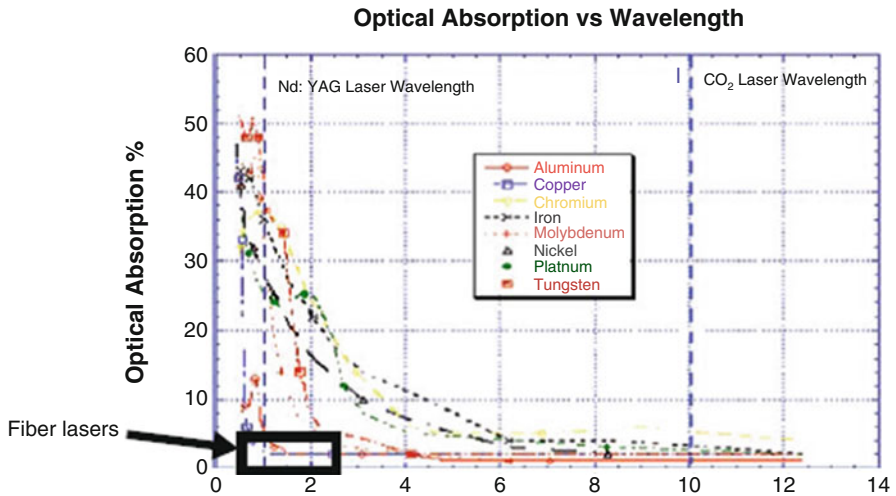 Optical Absorption vs Wavelength
60
50
40
30
20
10
0
Optical Absorption %
Nd: YAG Laser Wavelength
CO₂ Laser Wavelength
Aluminum
Copper
Chromium
Iron
Molybdenum
Nickel
Platnum
Tungsten
Fiber lasers
0 2 4 6 8 10 12 14